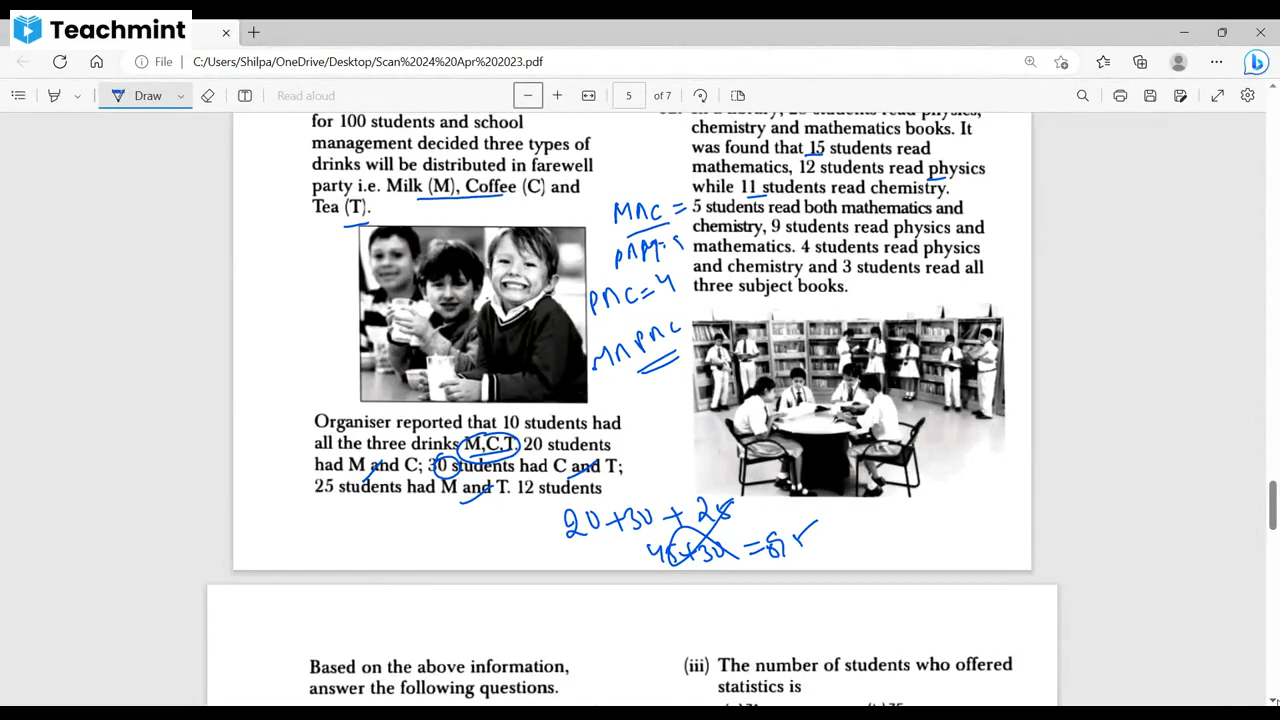 Teachmint
File
C:/Users/Shilpa/OneDrive/Desktop/Scan%2024%20Apr%202023.pdf
Draw
Read aloud
5 of 7
for 100 students and school
management decided three types of
drinks will be distributed in farewell
party i.e. Milk (M), Coffee (C) and
Tea (T).
Organiser reported that 10 students had
all the three drinks M,C,T. 20 students
had M and C; 30 students had C and T;
25 students had M and T. 12 students
20+30+25
45+30
M∩C =
P∩C=4
M∩P∩C
students read physics,
chemistry and mathematics books. It
was found that 15 students read
mathematics, 12 students read physics
while 11 students read chemistry.
5 students read both mathematics and
chemistry, 9 students read physics and
mathematics. 4 students read physics
and chemistry and 3 students read all
three subject books.
Based on the above information,
answer the following questions.
(iii) The number of students who offered
statistics is